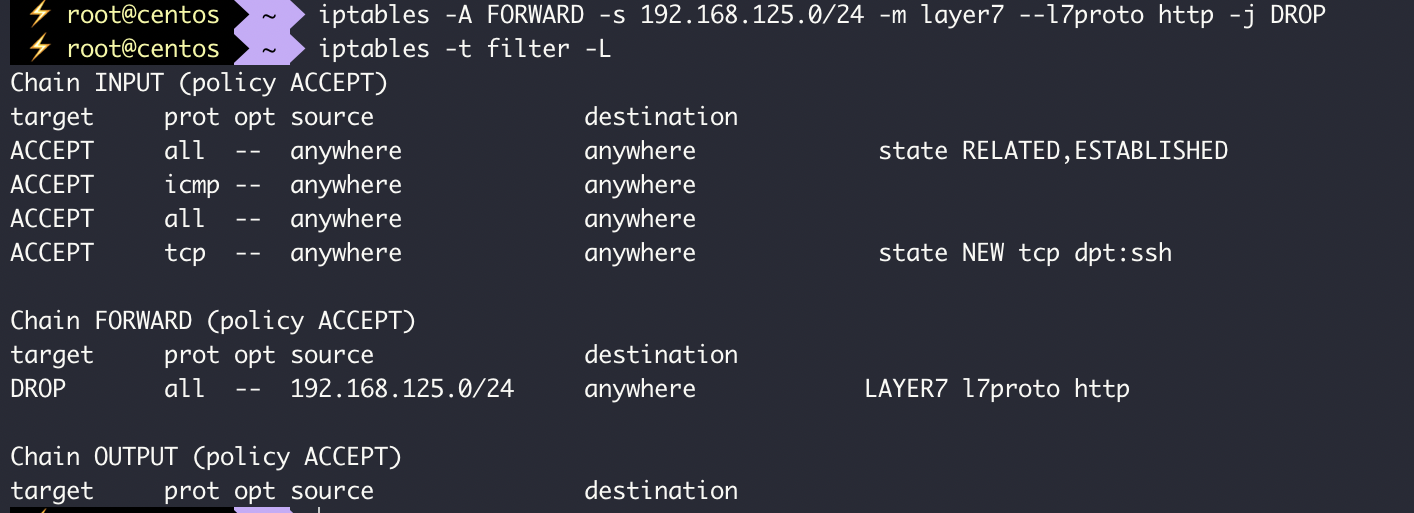 ⚡ root@centos ~ iptables -A FORWARD -s 192.168.125.0/24 -m layer7 --l7proto http -j DROP
⚡ root@centos ~ iptables -t filter -L
Chain INPUT (policy ACCEPT)
target     prot opt source               destination
ACCEPT     all  --  anywhere             anywhere             state RELATED,ESTABLISHED
ACCEPT     icmp --  anywhere             anywhere
ACCEPT     all  --  anywhere             anywhere
ACCEPT     tcp  --  anywhere             anywhere             state NEW tcp dpt:ssh
Chain FORWARD (policy ACCEPT)
target     prot opt source               destination
DROP       all  --  192.168.125.0/24     anywhere            LAYER7 l7proto http
Chain OUTPUT (policy ACCEPT)
target     prot opt source               destination